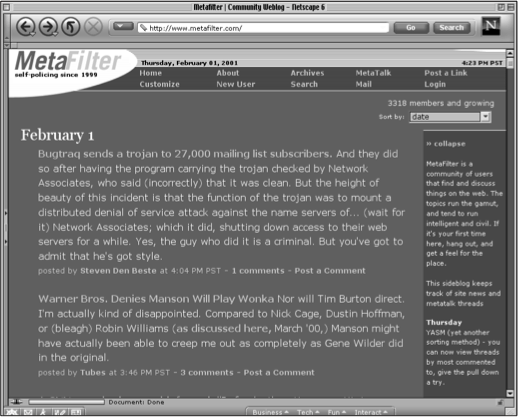 Metafilter | Community Weblog - Netscape 6
http://www.metafilter.com/
Go
Search
N
MetaFilter
self-policing since 1999
Thursday, February 01, 2001
4:23 PM PST
Home About Archives MetaTalk Post a Link
Customize New User Search Mail Login
3318 members and growing
Sort by: date
February 1
Bugtraq sends a trojan to 27,000 mailing list subscribers. And they did
so after having the program carrying the trojan checked by Network
Associates, who said (incorrectly) that it was clean. But the height of
beauty of this incident is that the function of the trojan was to mount a
distributed denial of service attack against the name servers of... (wait for
it) Network Associates; which it did, shutting down access to their web
servers for a while. Yes, the guy who did it is a criminal. But you've got to
admit that he's got style.
posted by Steven Den Beste at 4:04 PM PST - 1 comments - Post a Comment
Warner Bros. Denies Manson Will Play Wonka Nor will Tim Burton direct.
I'm actually kind of disappointed. Compared to Nick Cage, Dustin Hoffman,
or (bleagh) Robin Williams (as discussed here, March '00,) Manson might
have actually been able to creep me out as completely as Gene Wilder did
in the original.
posted by Tubes at 3:46 PM PST - 3 comments - Post a Comment
» collapse
MetaFilter is a
community of users
that find and discuss
things on the web. The
topics run the gamut,
and tend to run
intelligent and civil. If
it's your first time
here, hang out, and
get a feel for the
place.
This sideblog keeps
track of site news and
metatalk threads
Thursday
YASM (yet another
sorting method) - you
can now view threads
by most commented
to, give the pull down
a try.
Document: Done
Business Tech Fun Interact